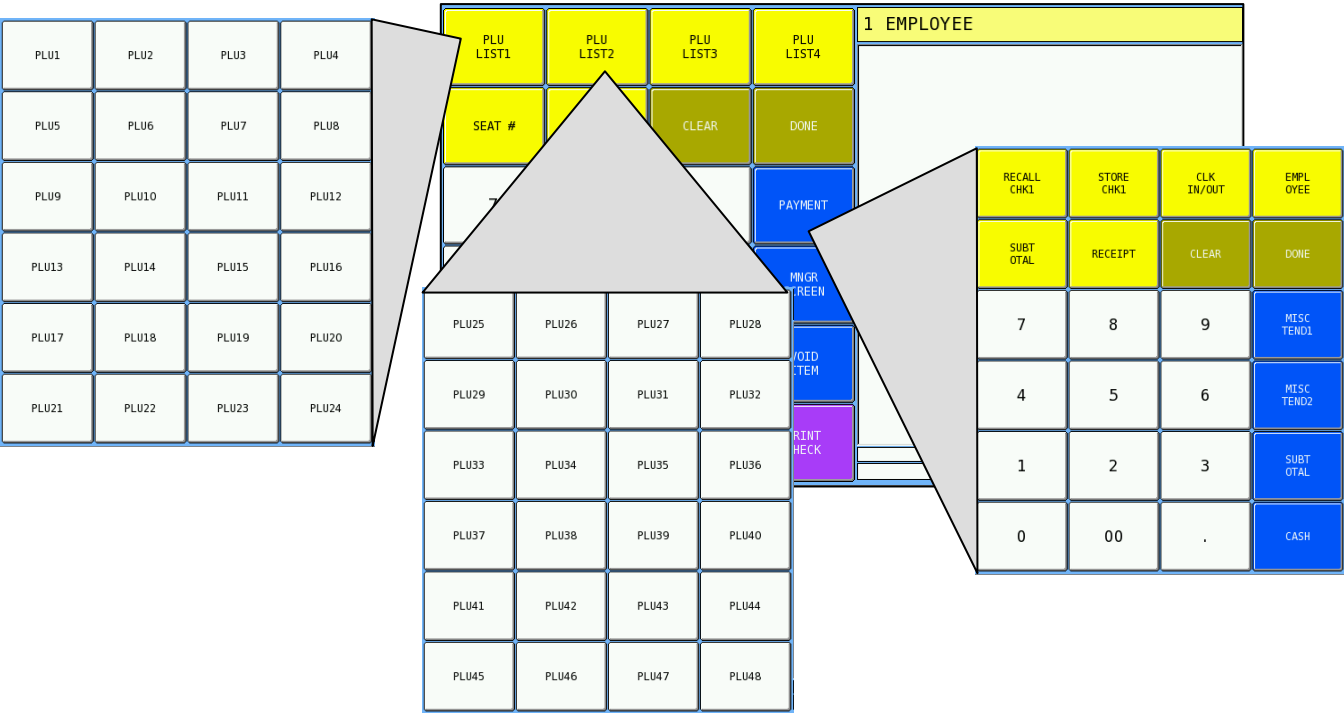 PLU1 PLU2 PLU3 PLU4
PLU5 PLU6 PLU7 PLU8
PLU9 PLU10 PLU11 PLU12
PLU13 PLU14 PLU15 PLU16
PLU17 PLU18 PLU19 PLU20
PLU21 PLU22 PLU23 PLU24
PLU PLU PLU PLU
LIST1 LIST2 LIST3 LIST4
1 EMPLOYEE
SEAT # CLEAR DONE
PAYMENT
MNGR
PLU25 PLU26 PLU27 PLU28
PLU29 PLU30 PLU31 PLU32
PLU33 PLU34 PLU35 PLU36
PLU37 PLU38 PLU39 PLU40
PLU41 PLU42 PLU43 PLU44
PLU45 PLU46 PLU47 PLU48
RECALL STORE CLK EMPL
CHK1 CHK1 IN/OUT OYEE
SUBT RECEIPT CLEAR DONE
OTAL
7 8 9 MISC
TEND1
4 5 6 MISC
TEND2
1 2 3 SUBT
OTAL
0 00 . CASH